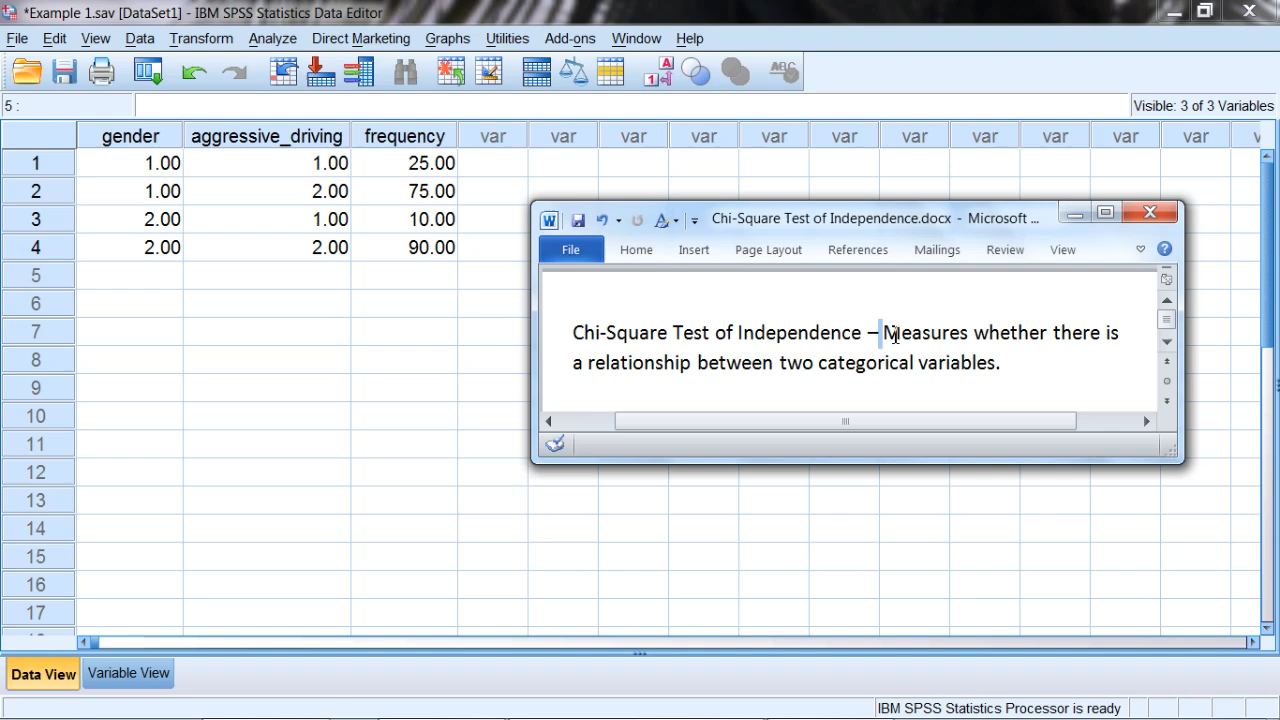 *Example 1.sav [DataSet1] - IBM SPSS Statistics Data Editor
File Edit View Data Transform Analyze Direct Marketing Graphs Utilities Add-ons Window Help
5 :
Visible: 3 of 3 Variables
gender aggressive_driving frequency var var var var var var var var var var var
1 1.00 1.00 25.00
2 1.00 2.00 75.00
3 2.00 1.00 10.00
4 2.00 2.00 90.00
5
6
7
8
9
10
11
12
13
14
15
16
17
Chi-Square Test of Independence.docx - Microsoft ...
File Home Insert Page Layout References Mailings Review View
Chi-Square Test of Independence – Measures whether there is
a relationship between two categorical variables.
Data View Variable View
IBM SPSS Statistics Processor is ready